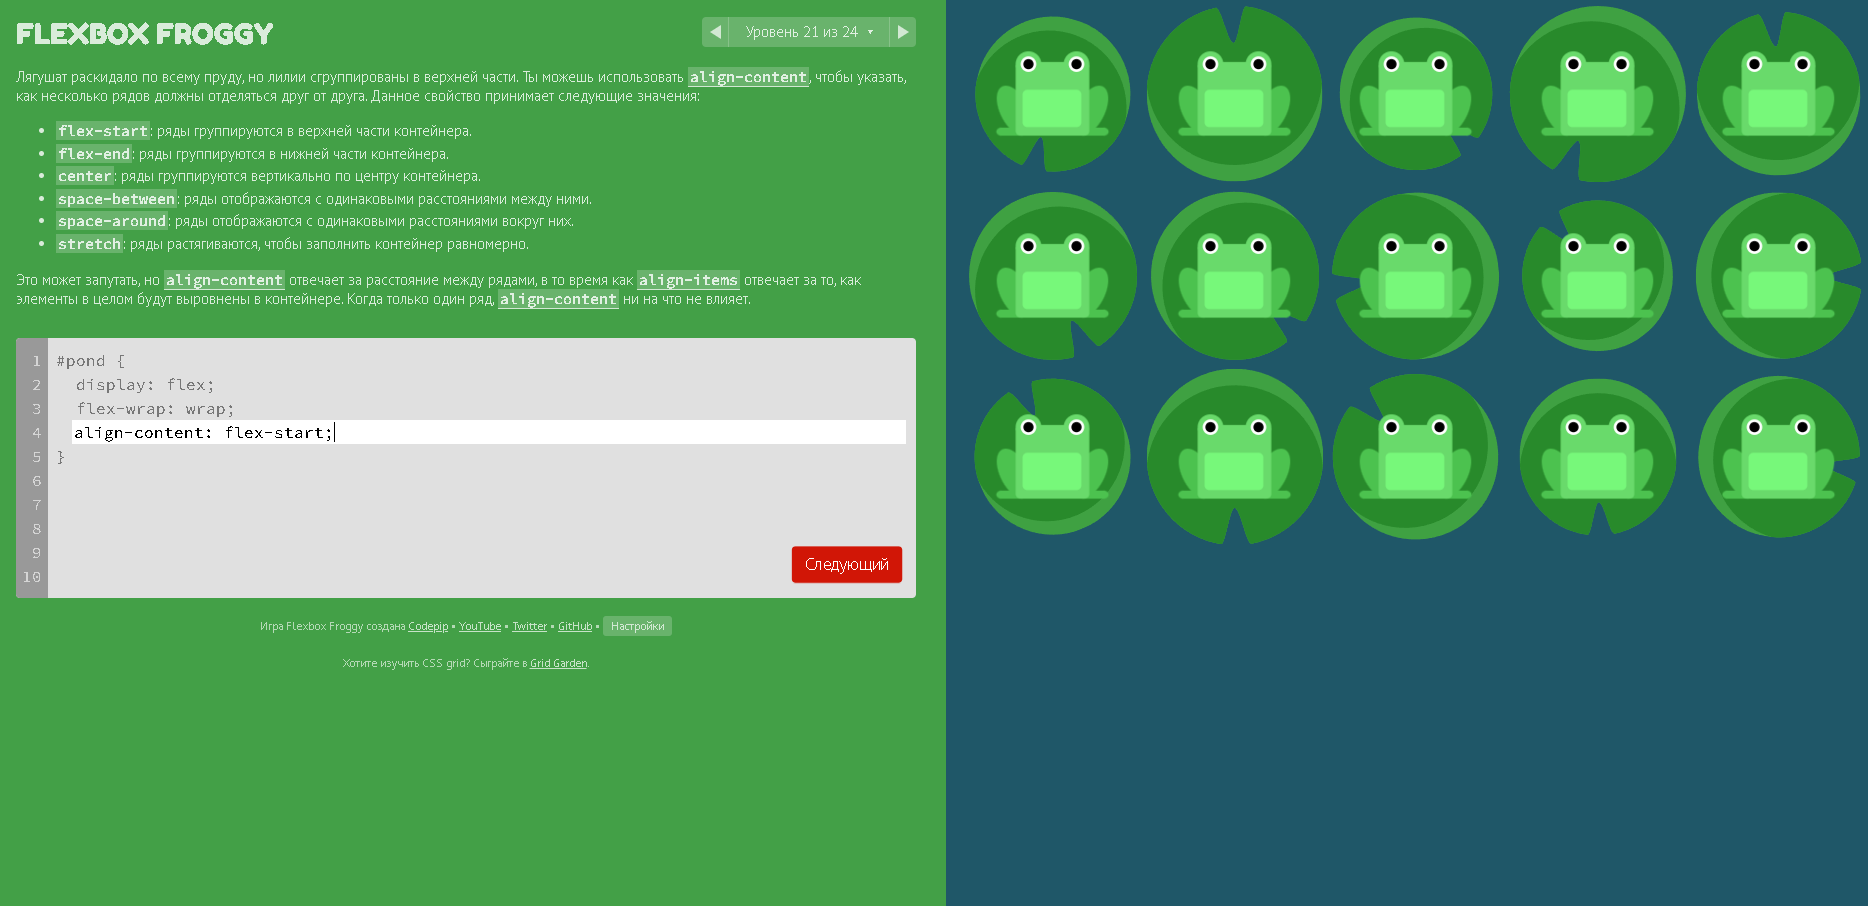 FLEXBOX FROGGY
Уровень 21 из 24
Лягушат раскидало по всему пруду, но лилии сгруппированы в верхней части. Ты можешь использовать align-content, чтобы указать,
как несколько рядов должны отделяться друг от друга. Данное свойство принимает следующие значения:
flex-start: ряды группируются в верхней части контейнера.
flex-end: ряды группируются в нижней части контейнера.
center: ряды группируются вертикально по центру контейнера.
space-between: ряды отображаются с одинаковыми расстояниями между ними.
space-around: ряды отображаются с одинаковыми расстояниями вокруг них.
stretch: ряды растягиваются, чтобы заполнить контейнер равномерно.
Это может запутать, но align-content отвечает за расстояние между рядами, в то время как align-items отвечает за то, как
элементы в целом будут выровнены в контейнере. Когда только один ряд, align-content ни на что не влияет.
1 #pond {
2 display: flex;
3 flex-wrap: wrap;
4 align-content: flex-start;
5 }
6
7
8
9
10
Следующий
Игра Flexbox Froggy создана Codepip • YouTube • Twitter • GitHub • Настройки
Хотите изучить CSS grid? Сыграйте в Grid Garden.